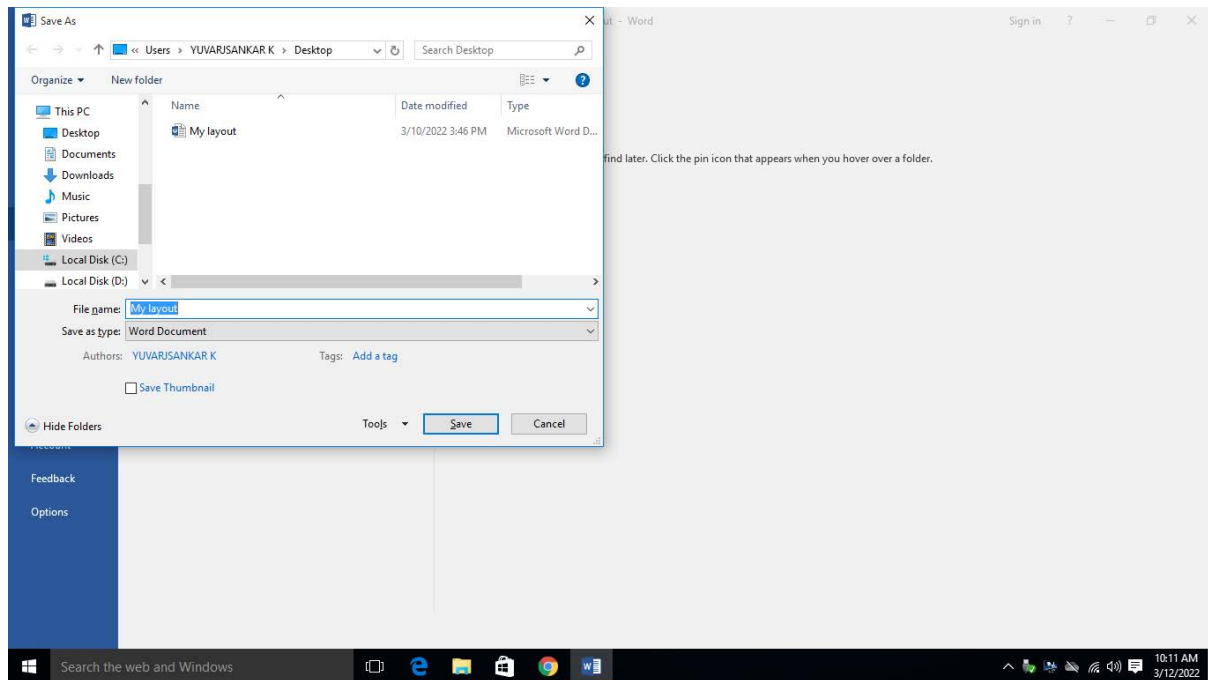 Save As
ut - Word
Sign in ?
« Users › YUVARJSANKAR K › Desktop
Search Desktop
Organize
New folder
Name
Date modified
Type
This PC
Desktop
Documents
Downloads
Music
Pictures
Videos
Local Disk (C:)
Local Disk (D:)
My layout
3/10/2022 3:46 PM
Microsoft Word D...
find later. Click the pin icon that appears when you hover over a folder.
File name: My layout
Save as type: Word Document
Authors: YUVARJSANKAR K
Tags: Add a tag
Save Thumbnail
Hide Folders
Tools
Save
Cancel
Account
Feedback
Options
Search the web and Windows
10:11 AM
3/12/2022